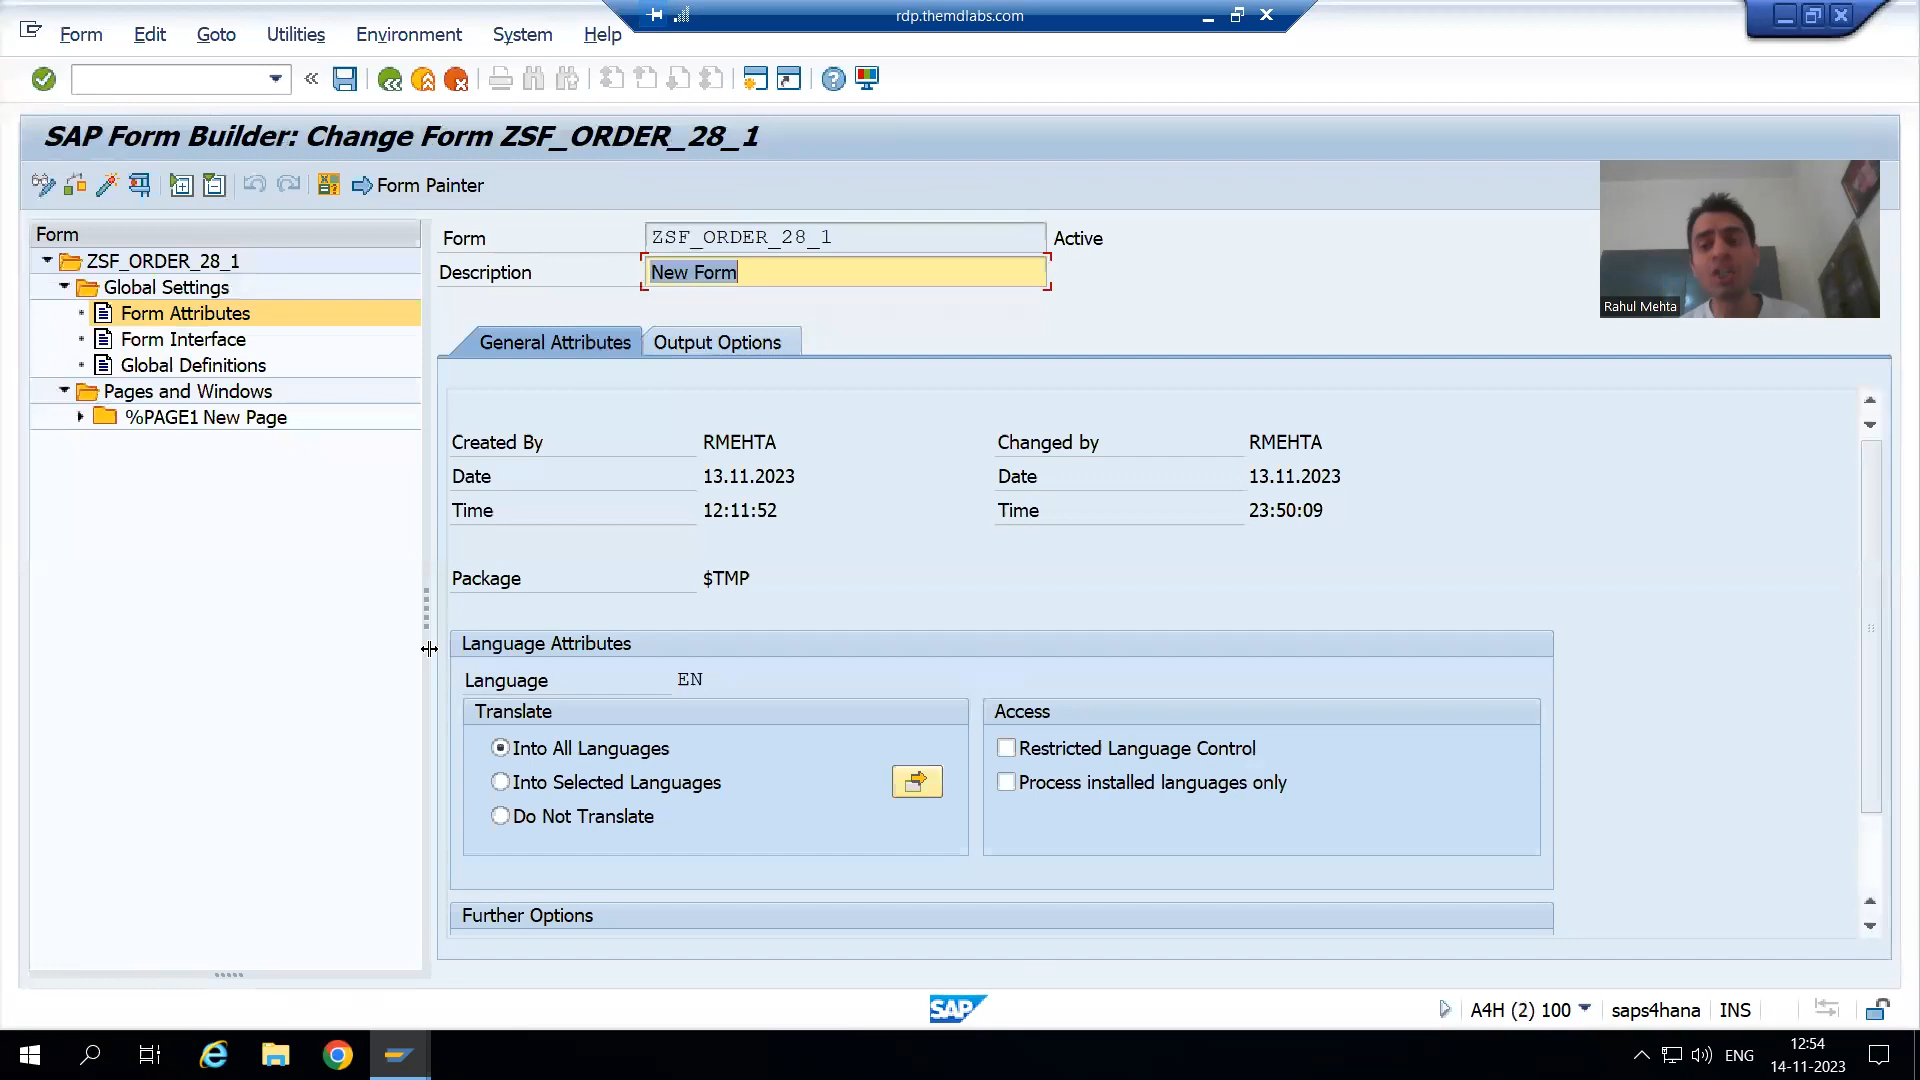 rdp.themdlabs.com
Form Edit Goto Utilities Environment System Help
SAP Form Builder: Change Form ZSF_ORDER_28_1
Form Painter
Form
ZSF_ORDER_28_1
Global Settings
Form Attributes
Form Interface
Global Definitions
Pages and Windows
%PAGE1 New Page
Form ZSF_ORDER_28_1 Active
Description New Form
Rahul Mehta
General Attributes Output Options
Created By RMEHTA Changed by RMEHTA
Date 13.11.2023 Date 13.11.2023
Time 12:11:52 Time 23:50:09
Package $TMP
Language Attributes
Language EN
Translate Access
Into All Languages Restricted Language Control
Into Selected Languages Process installed languages only
Do Not Translate
Further Options
SAP
A4H (2) 100 saps4hana INS
ENG
12:54
14-11-2023